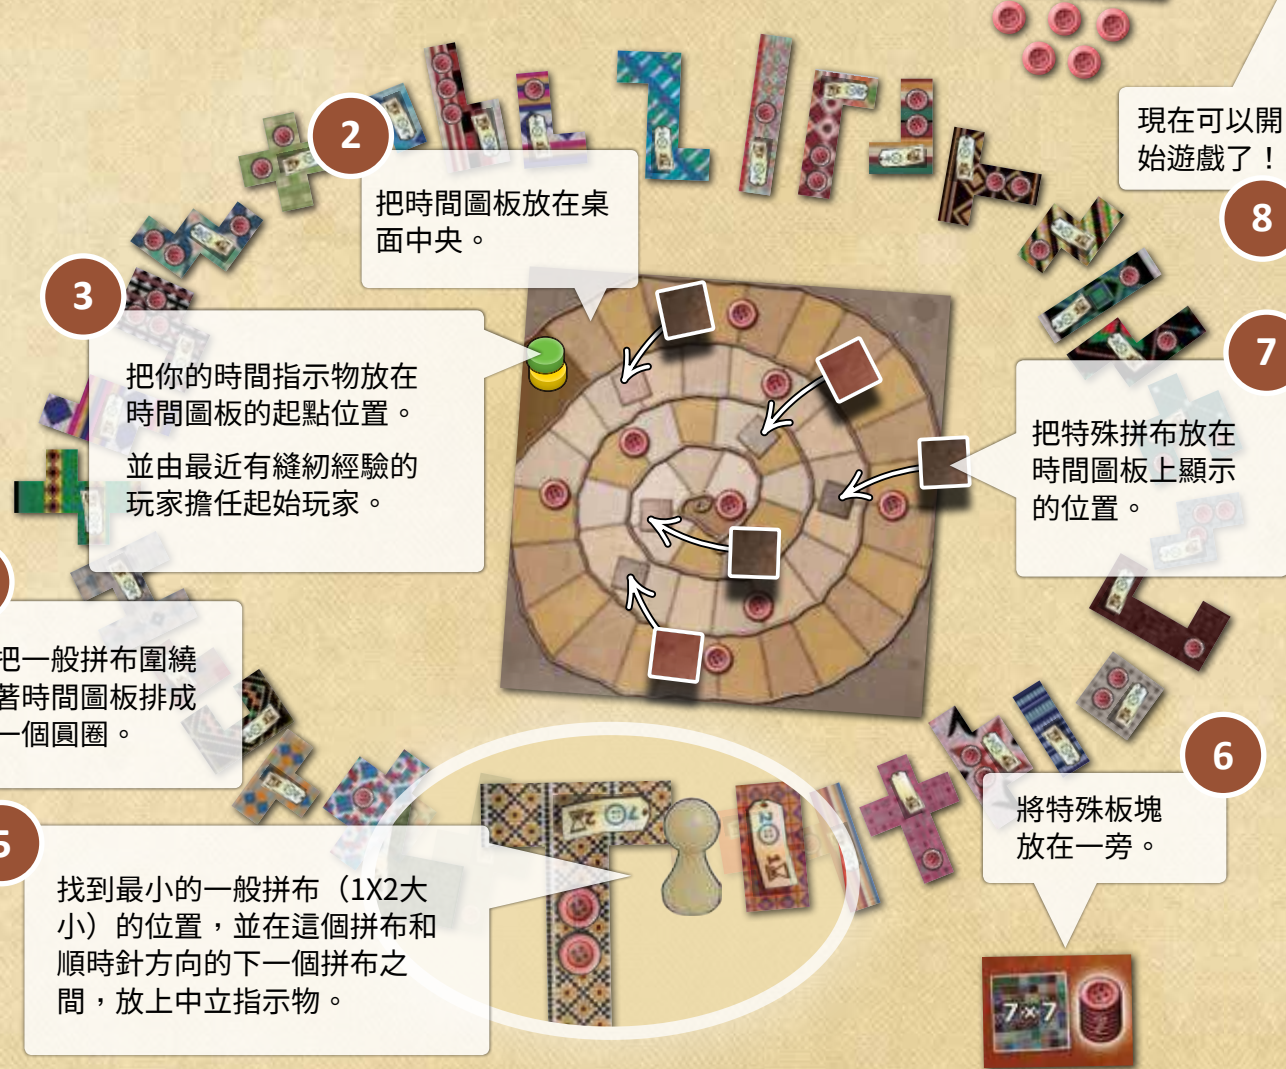 2
把時間圖板放在桌
面中央。
3
把你的時間指示物放在
時間圖板的起點位置。
並由最近有縫紉經驗的
玩家擔任起始玩家。
把一般拼布圍繞
著時間圖板排成
一個圓圈。
5
找到最小的一般拼布（1X2大
小）的位置，並在這個拼布和
順時針方向的下一個拼布之
間，放上中立指示物。
7 2
2 1
6
將特殊板塊
放在一旁。
7×7
7
把特殊拼布放在
時間圖板上顯示
的位置。
現在可以開
始遊戲了！
8